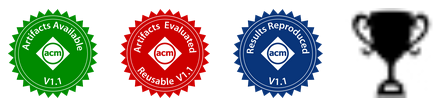 Artifacts Available
acm
V1.1
Artifacts Evaluated
acm
Reusable V1.1
Results Reproduced
acm
V1.1